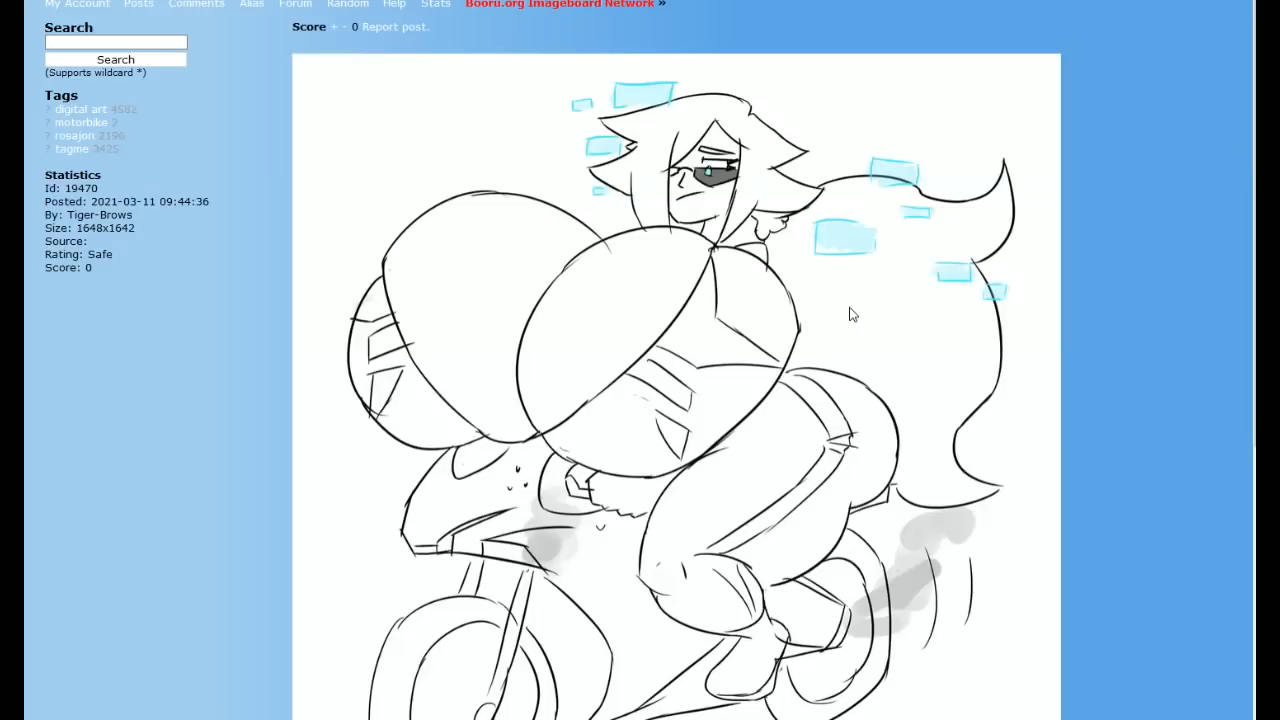 My Account Posts Comments Alias Forum Random Help Stats Booru.org Imageboard Network »
Search
Search
(Supports wildcard *)
Tags
? digital art 4582
? motorbike 2
? rosajon 2196
? tagme 3425
Statistics
Id: 19470
Posted: 2021-03-11 09:44:36
By: Tiger-Brows
Size: 1648x1642
Source:
Rating: Safe
Score: 0
Score + - 0 Report post.